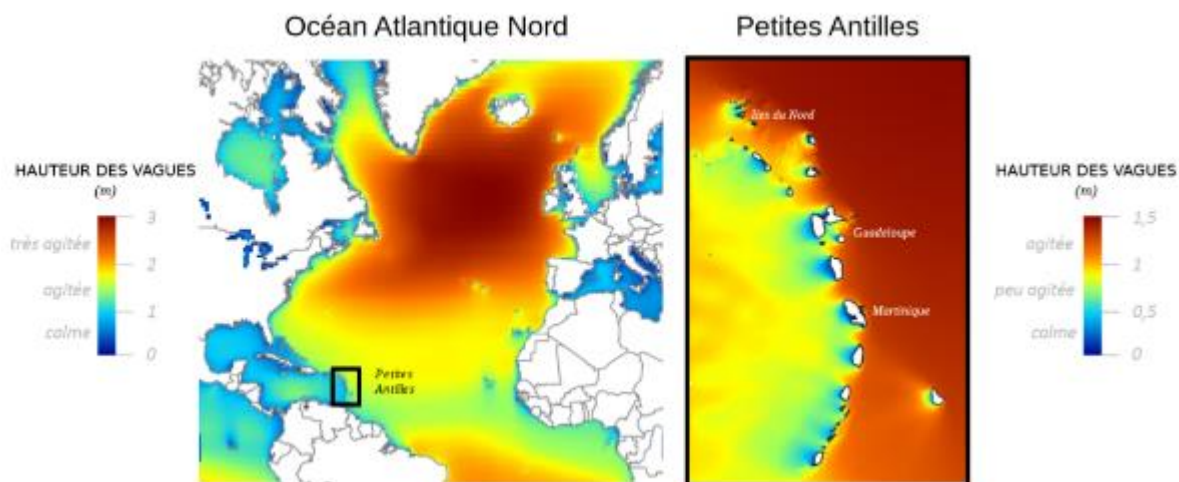 Océan Atlantique Nord
Petites Antilles
HAUTEUR DES VAGUES
(m)
3
très agitée
2
agitée
1
calme
0
Petites
Antilles
Iles du Nord
Guadeloupe
Martinique
HAUTEUR DES VAGUES
(m)
1,5
agitée
1
peu agitée
0,5
calme
0